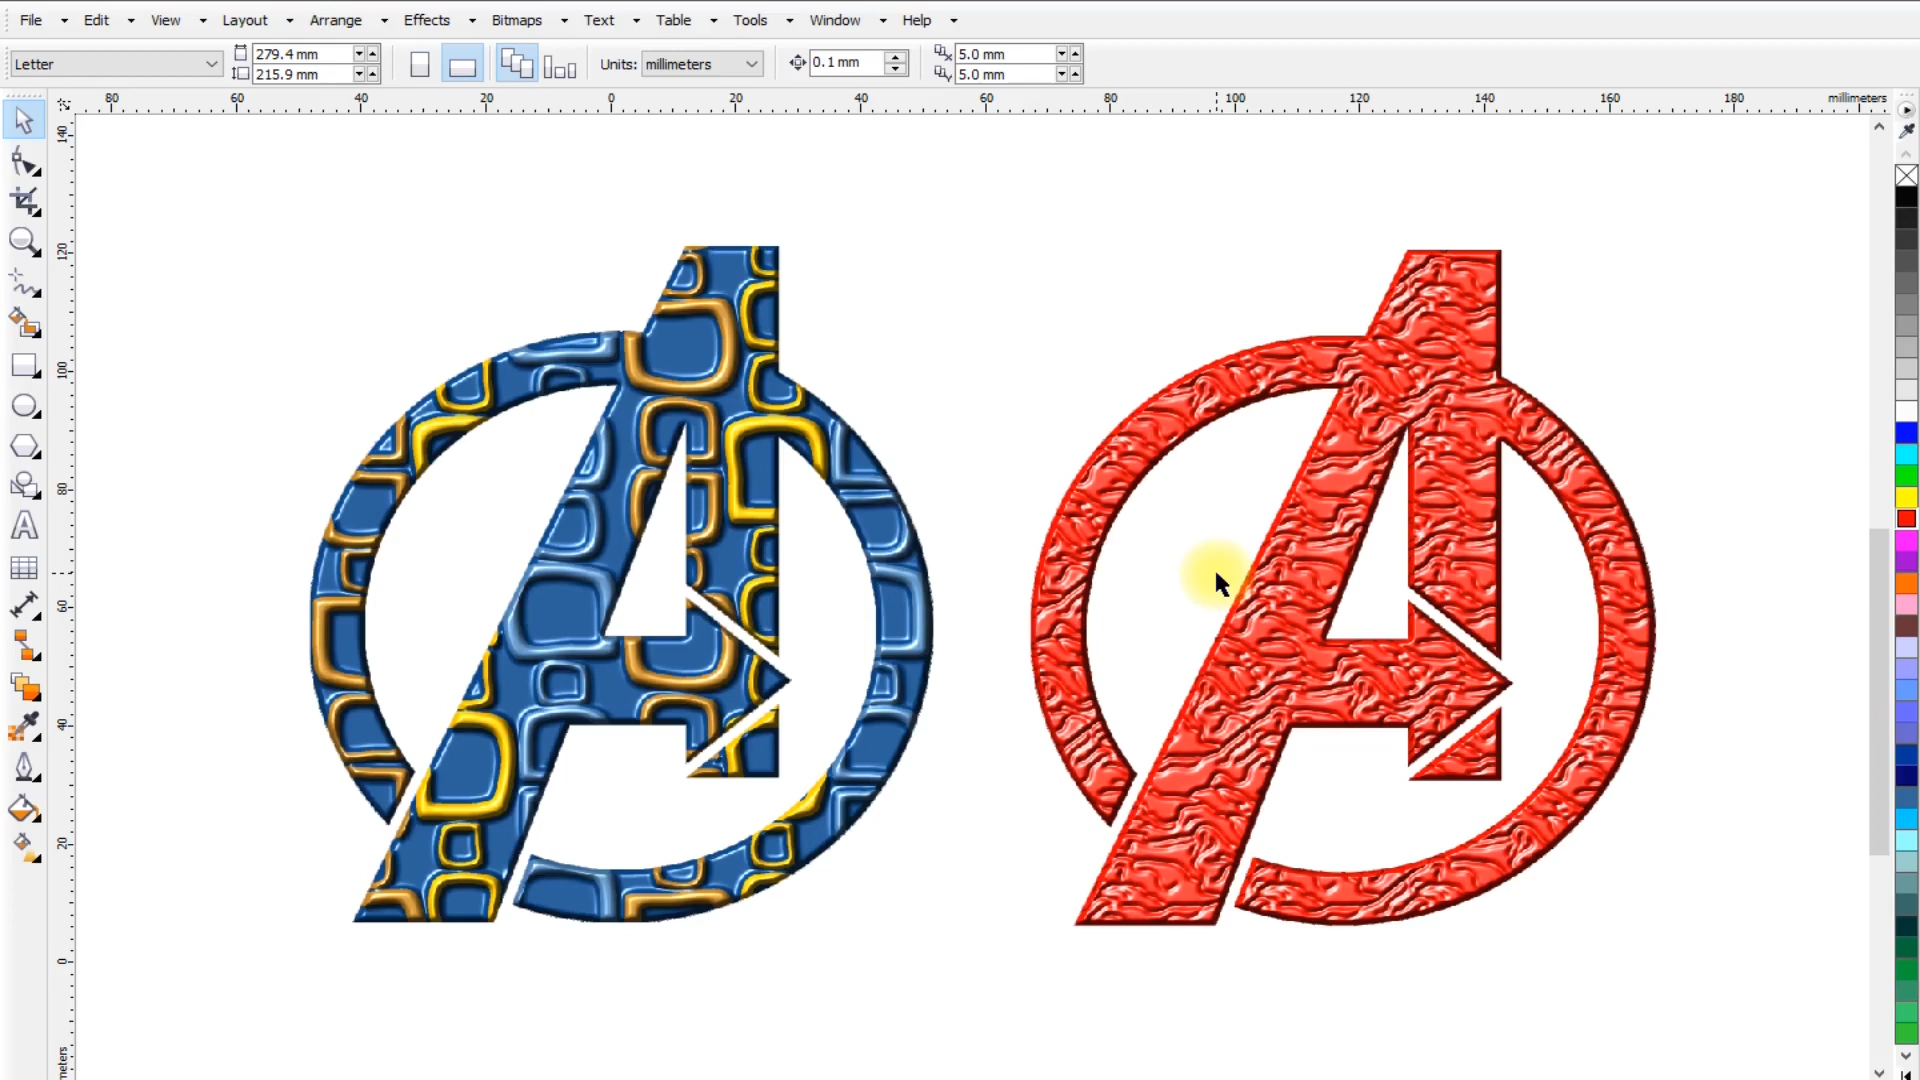 File Edit View Layout Arrange Effects Bitmaps Text Table Tools Window Help
Letter 279.4 mm 215.9 mm Units: millimeters 0.1 mm 5.0 mm 5.0 mm
80 60 40 20 0 20 40 60 80 100 120 140 160 180 millimeters
140
120
100
80
60
40
20
0
meters
A
A